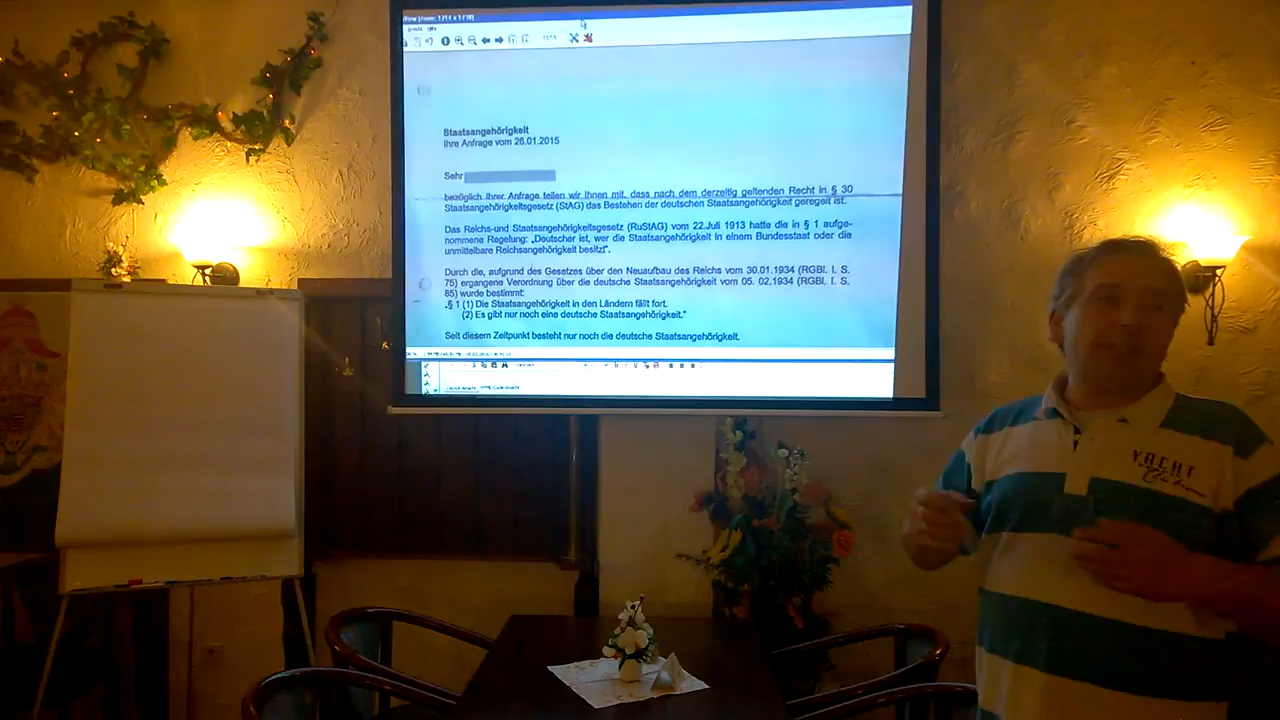 Staatsangehörigkeit
Ihre Anfrage vom 26.01.2015
Sehr
bezüglich Ihrer Anfrage teilen wir Ihnen mit, dass nach dem derzeitig geltenden Recht in § 30
Staatsangehörigkeitsgesetz (StAG) das Bestehen der deutschen Staatsangehörigkeit geregelt ist.
Das Reichs-und Staatsangehörigkeitsgesetz (RuStAG) vom 22.Juli 1913 hatte die in § 1 aufge-
nommene Regelung: „Deutscher ist, wer die Staatsangehörigkeit in einem Bundesstaat oder die
unmittelbare Reichsangehörigkeit besitzt“.
Durch die, aufgrund des Gesetzes über den Neuaufbau des Reichs vom 30.01.1934 (RGBl. I. S.
75) ergangene Verordnung über die deutsche Staatsangehörigkeit vom 05. 02.1934 (RGBl. I. S.
85) wurde bestimmt:
„§ 1 (1) Die Staatsangehörigkeit in den Ländern fällt fort.
(2) Es gibt nur noch eine deutsche Staatsangehörigkeit.“
Seit diesem Zeitpunkt besteht nur noch die deutsche Staatsangehörigkeit.
YACHT